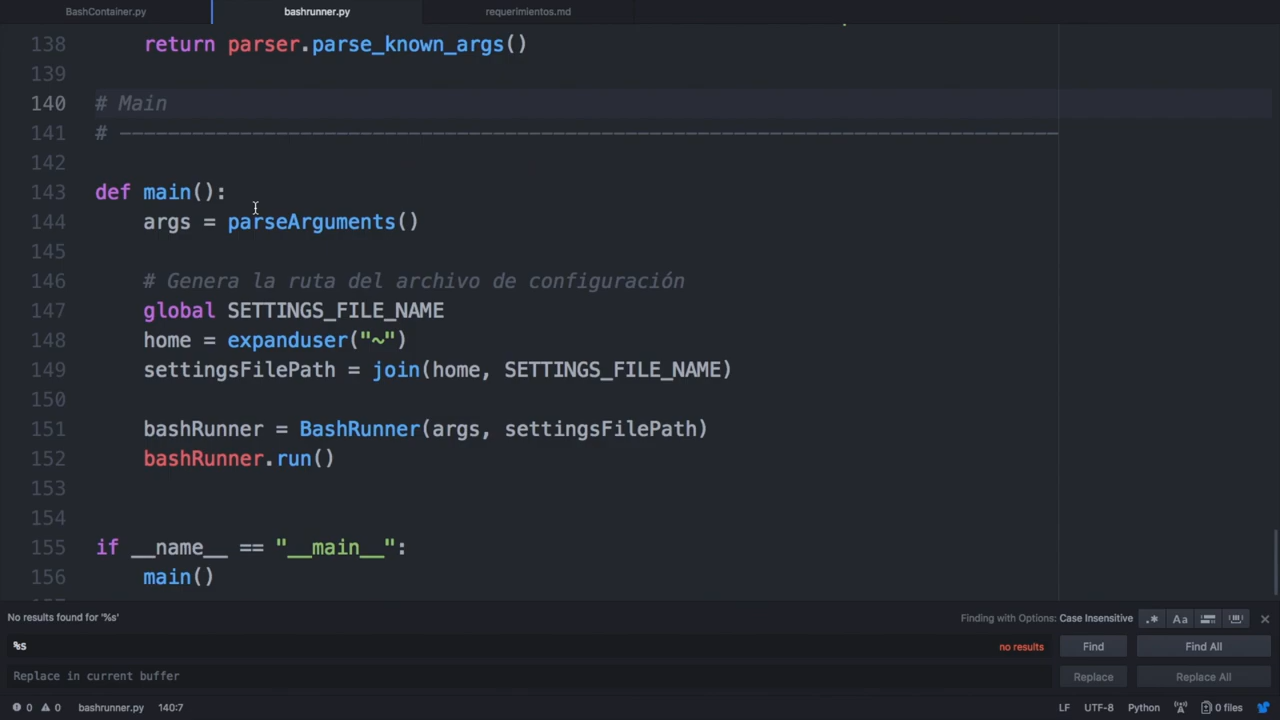 BashContainer.py
bashrunner.py
requerimientos.md
138 return parser.parse_known_args()
139
140 # Main
141 # ------------------------------------------------------------------------------
142
143 def main():
144 args = parseArguments()
145
146 # Genera la ruta del archivo de configuración
147 global SETTINGS_FILE_NAME
148 home = expanduser("~")
149 settingsFilePath = join(home, SETTINGS_FILE_NAME)
150
151 bashRunner = BashRunner(args, settingsFilePath)
152 bashRunner.run()
153
154
155 if __name__ == "__main__":
156 main()
No results found for '%s'
Finding with Options: Case Insensitive
.* Aa
%s
no results
Find
Find All
Replace in current buffer
Replace
Replace All
0 0 bashrunner.py 140:7
LF UTF-8 Python 0 files